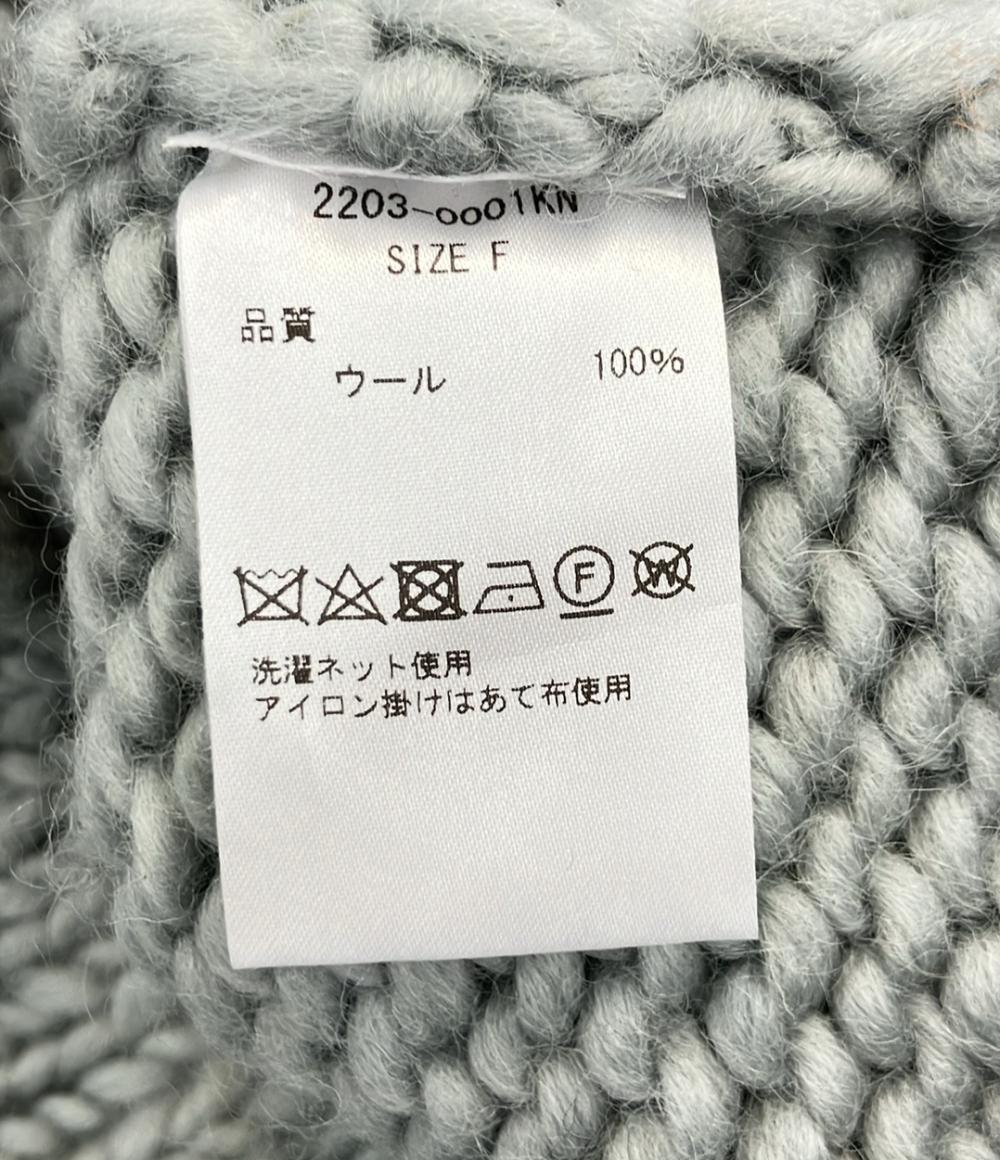 2203-0001KN
SIZE F
品質
ウール 100%
F W
洗濯ネット使用
アイロン掛けはあて布使用